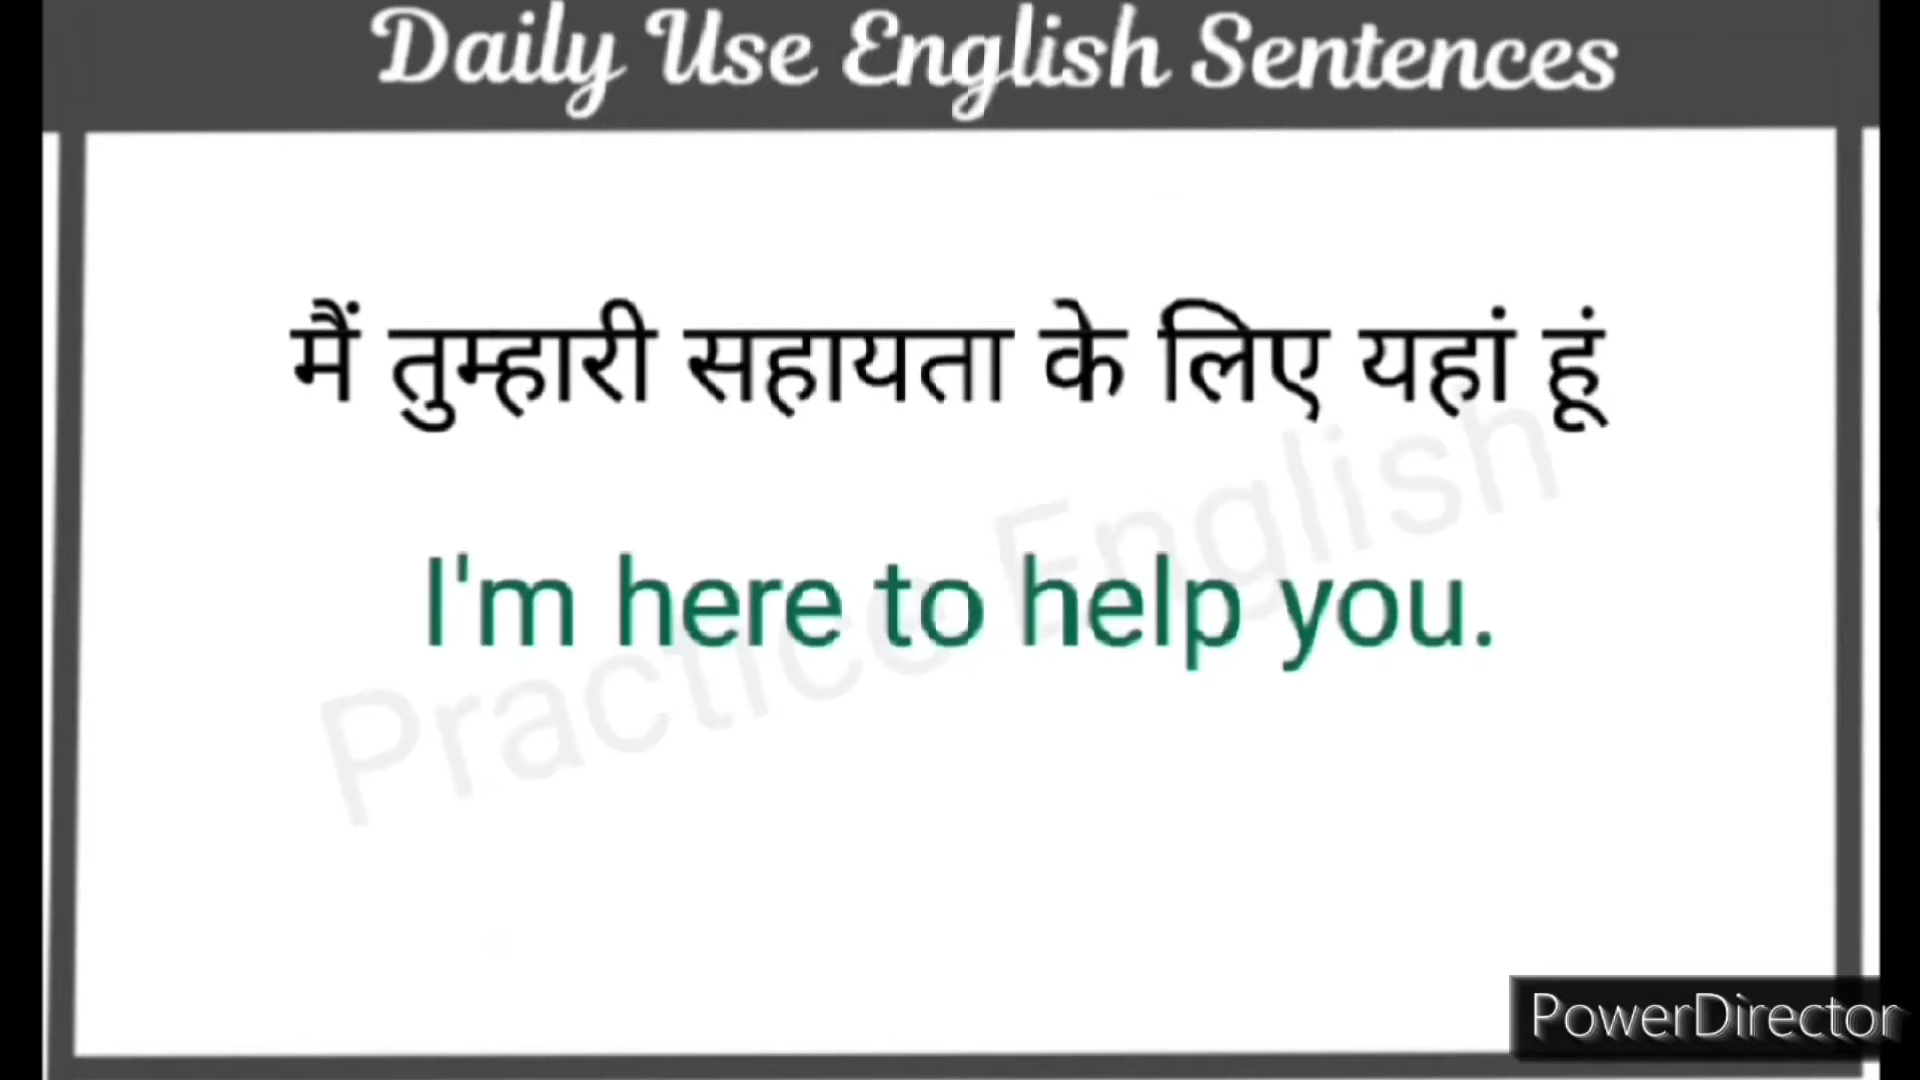 Daily Use English Sentences
मैं तुम्हारी सहायता के लिए यहां हूं
I'm here to help you.
Practice English
PowerDirector